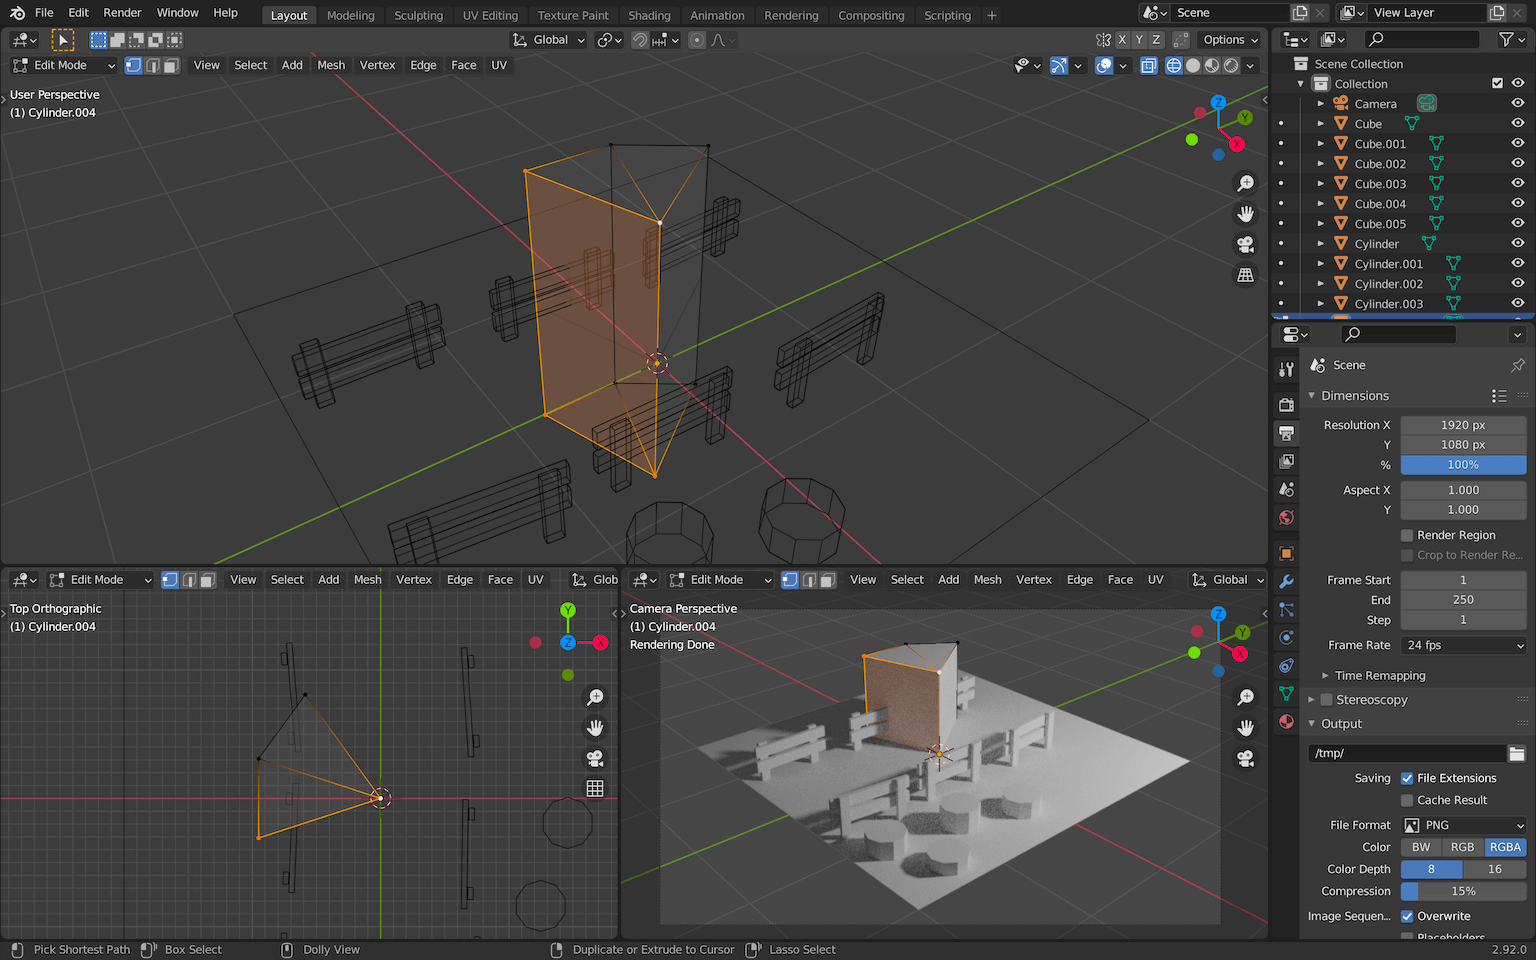 File Edit Render Window Help Layout Modeling Sculpting UV Editing Texture Paint Shading Animation Rendering Compositing Scripting + Scene View Layer
Global X Y Z Options
Edit Mode View Select Add Mesh Vertex Edge Face UV
User Perspective
(1) Cylinder.004
Z
Y
X
Scene Collection
Collection
Camera
Cube
Cube.001
Cube.002
Cube.003
Cube.004
Cube.005
Cylinder
Cylinder.001
Cylinder.002
Cylinder.003
Scene
Dimensions
Resolution X 1920 px
Y 1080 px
% 100%
Aspect X 1.000
Y 1.000
Render Region
Crop to Render Re...
Frame Start 1
End 250
Step 1
Frame Rate 24 fps
Time Remapping
Stereoscopy
Output
/tmp/
Saving File Extensions
Cache Result
File Format PNG
Color BW RGB RGBA
Color Depth 8 16
Compression 15%
Image Sequen... Overwrite
Placeholders
Edit Mode View Select Add Mesh Vertex Edge Face UV Glob
Top Orthographic
(1) Cylinder.004
Y
Z X
Edit Mode View Select Add Mesh Vertex Edge Face UV Global
Camera Perspective
(1) Cylinder.004
Rendering Done
Z
Y
X
Pick Shortest Path Box Select Dolly View Duplicate or Extrude to Cursor Lasso Select 2.92.0